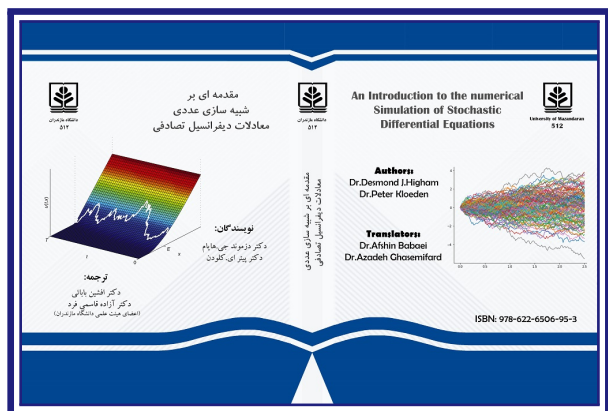 مقدمه ای بر
شبیه سازی عددی
معادلات دیفرانسیل تصادفی
دانشگاه مازندران
۵۱۲
نویسندگان:
دکتر دزموند جی.هایام
دکتر پیتر ای.کلودن
ترجمه:
دکتر افشین بابائی
دکتر آزاده قاسمی فرد
(اعضای هیئت علمی دانشگاه مازندران)
دانشگاه مازندران
۵۱۲
مقدمه ای بر شبیه سازی عددی
معادلات دیفرانسیل تصادفی
An Introduction to the numerical
Simulation of Stochastic
Differential Equations
University of Mazandaran
512
Authors:
Dr.Desmond J.Higham
Dr.Peter Kloeden
Translators:
Dr.Afshin Babaei
Dr.Azadeh Ghasemifard
ISBN: 978-622-6506-95-3